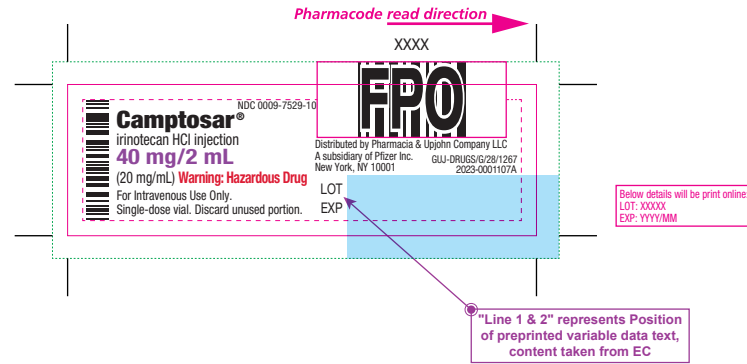 Pharmacode read direction
XXXX
FPO
NDC 0009-7529-10
Camptosar®
irinotecan HCl injection
40 mg/2 mL
(20 mg/mL) Warning: Hazardous Drug
For Intravenous Use Only.
Single-dose vial. Discard unused portion.
Distributed by Pharmacia & Upjohn Company LLC
A subsidiary of Pfizer Inc.
New York, NY 10001
GUJ-DRUGS/G/28/1267
2023-0001107A
LOT
EXP
Below details will be print online
LOT: XXXXX
EXP: YYYY/MM
"Line 1 & 2" represents Position
of preprinted variable data text,
content taken from EC